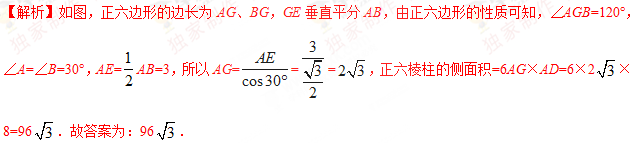 【解析】如图，正六边形的边长为 AG、BG，GE 垂直平分 AB，由正六边形的性质可知，∠AGB=120°，
∠A=∠B=30°，AE=\frac{1}{2}AB=3，所以 AG=\frac{AE}{\cos 30°}=\frac{3}{\frac{\sqrt{3}}{2}}=2\sqrt{3}，正六棱柱的侧面积=6AG×AD=6×2\sqrt{3}×
8=96\sqrt{3}．故答案为：96\sqrt{3}．